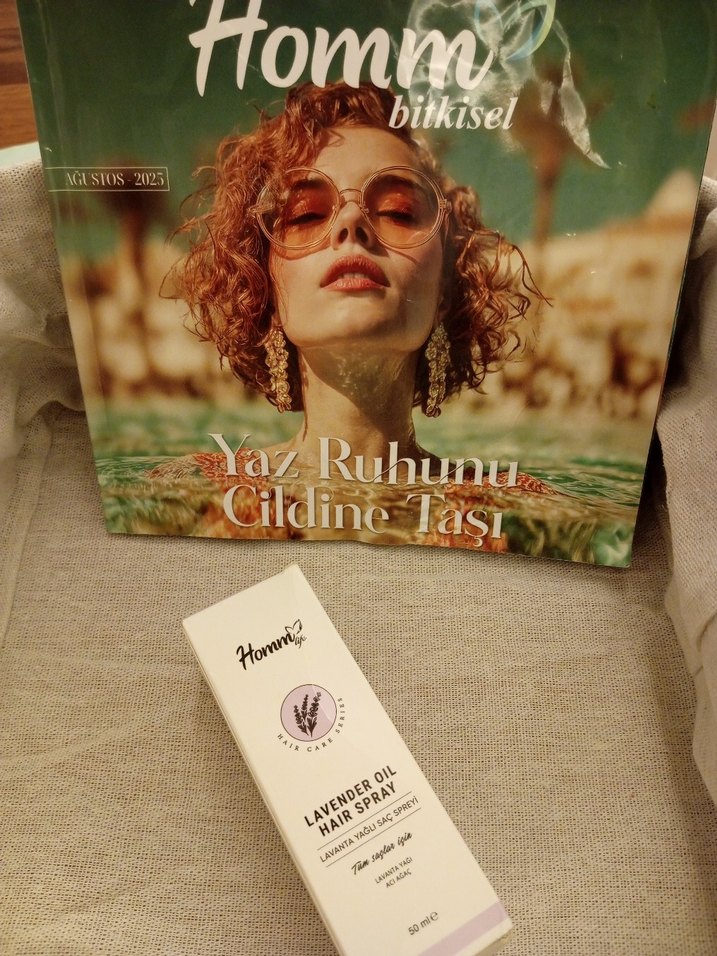 Homm
bitkisel
AĞUSTOS - 2025
Yaz Ruhunu
Cildine Taşı
Homm
life
HAIR CARE SERIES
LAVENDER OIL
HAIR SPRAY
LAVANTA YAĞLI SAÇ SPREYİ
Tüm saçlar için
LAVANTA YAĞI
ACI AĞAÇ
50 ml ℮